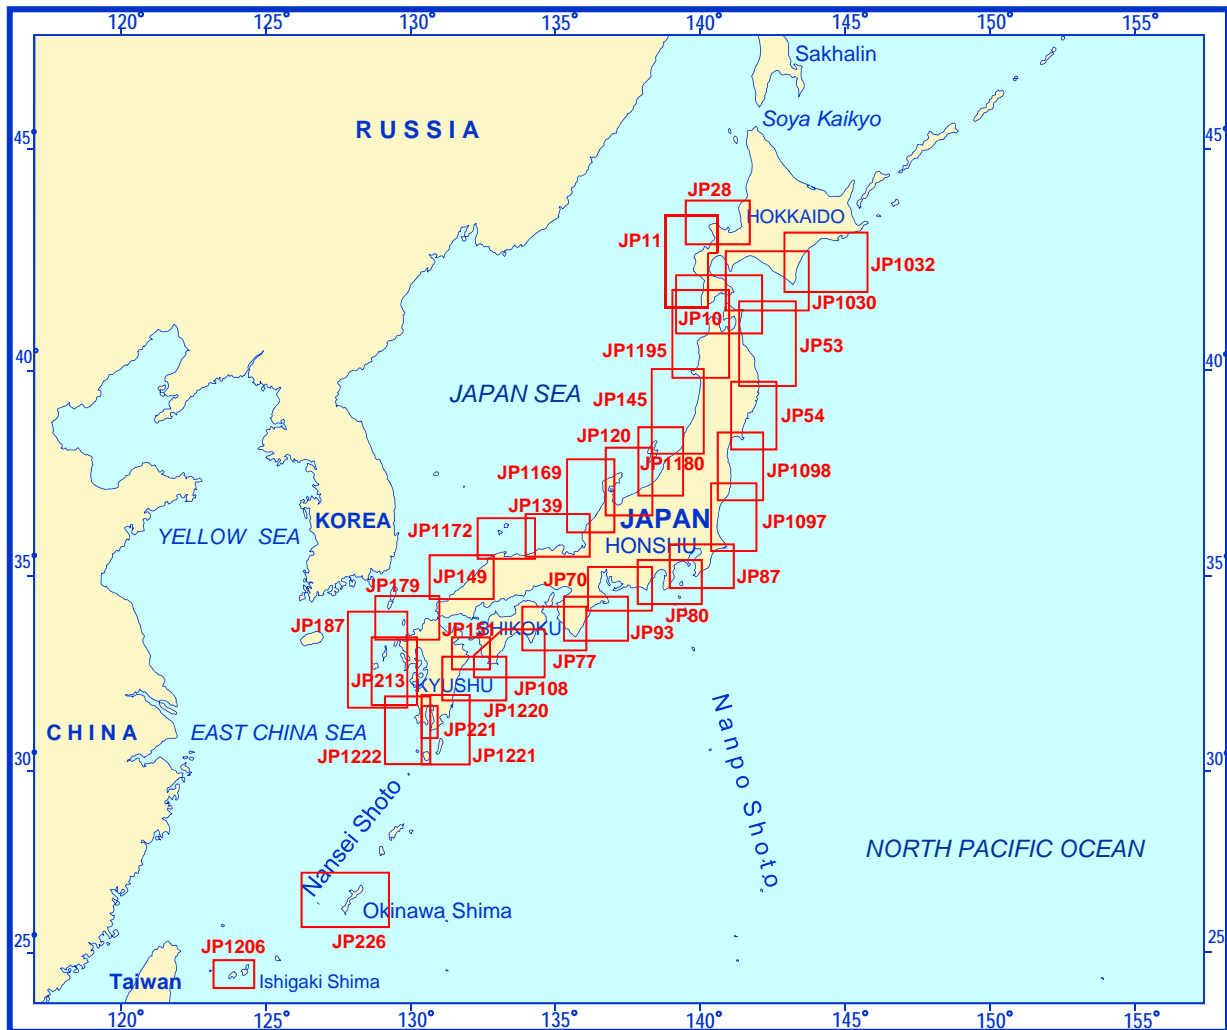 120° 125° 130° 135° 140° 145° 150° 155°
Sakhalin
Soya Kaikyo
RUSSIA
45° 45°
JP28
HOKKAIDO
JP11
JP1032
JP1030
JP10
JP53
JP1195
40° 40°
JAPAN SEA
JP145
JP54
JP120
JP1180
JP1169
JP1098
JP139
KOREA
JAPAN
JP1172
YELLOW SEA
HONSHU
JP1097
35° 35°
JP149
JP70
JP87
JP179
JP80
JP187
JP151
SHIKOKU
JP93
JP77
JP213
KYUSHU
JP108
JP1220
CHINA
EAST CHINA SEA
JP221
JP1222
JP1221
30° 30°
Nanpo Shoto
Nansei Shoto
NORTH PACIFIC OCEAN
Okinawa Shima
JP226
25° 25°
JP1206
Taiwan
Ishigaki Shima
120° 125° 130° 135° 140° 145° 150° 155°